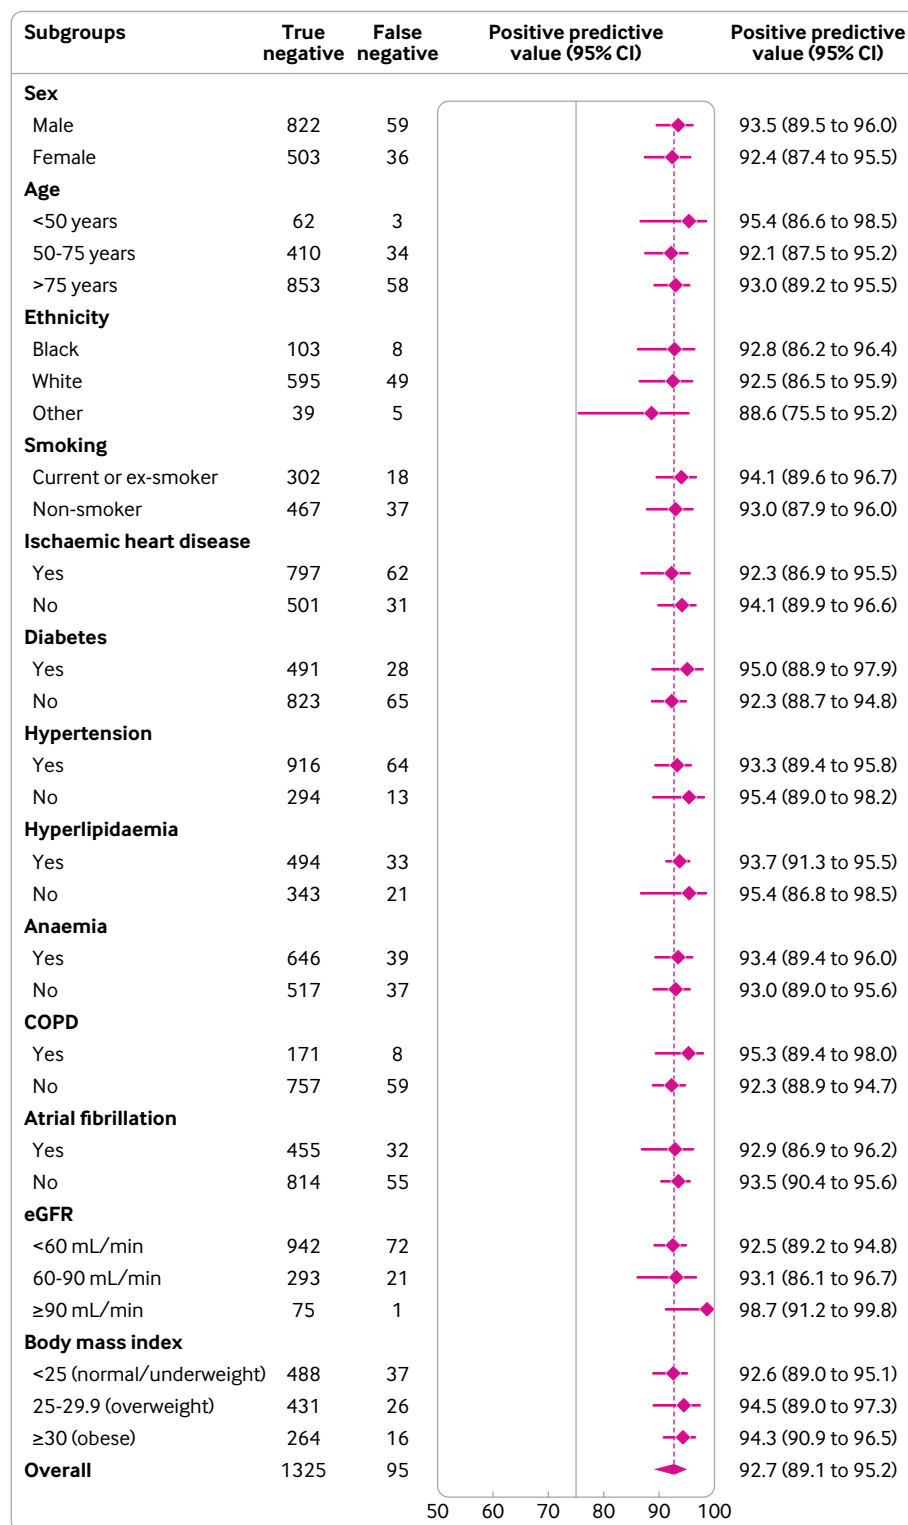 Subgroups True negative False negative Positive predictive value (95% CI) Positive predictive value (95% CI)
Sex
Male 822 59 93.5 (89.5 to 96.0)
Female 503 36 92.4 (87.4 to 95.5)
Age
<50 years 62 3 95.4 (86.6 to 98.5)
50-75 years 410 34 92.1 (87.5 to 95.2)
>75 years 853 58 93.0 (89.2 to 95.5)
Ethnicity
Black 103 8 92.8 (86.2 to 96.4)
White 595 49 92.5 (86.5 to 95.9)
Other 39 5 88.6 (75.5 to 95.2)
Smoking
Current or ex-smoker 302 18 94.1 (89.6 to 96.7)
Non-smoker 467 37 93.0 (87.9 to 96.0)
Ischaemic heart disease
Yes 797 62 92.3 (86.9 to 95.5)
No 501 31 94.1 (89.9 to 96.6)
Diabetes
Yes 491 28 95.0 (88.9 to 97.9)
No 823 65 92.3 (88.7 to 94.8)
Hypertension
Yes 916 64 93.3 (89.4 to 95.8)
No 294 13 95.4 (89.0 to 98.2)
Hyperlipidaemia
Yes 494 33 93.7 (91.3 to 95.5)
No 343 21 95.4 (86.8 to 98.5)
Anaemia
Yes 646 39 93.4 (89.4 to 96.0)
No 517 37 93.0 (89.0 to 95.6)
COPD
Yes 171 8 95.3 (89.4 to 98.0)
No 757 59 92.3 (88.9 to 94.7)
Atrial fibrillation
Yes 455 32 92.9 (86.9 to 96.2)
No 814 55 93.5 (90.4 to 95.6)
eGFR
<60 mL/min 942 72 92.5 (89.2 to 94.8)
60-90 mL/min 293 21 93.1 (86.1 to 96.7)
≥90 mL/min 75 1 98.7 (91.2 to 99.8)
Body mass index
<25 (normal/underweight) 488 37 92.6 (89.0 to 95.1)
25-29.9 (overweight) 431 26 94.5 (89.0 to 97.3)
≥30 (obese) 264 16 94.3 (90.9 to 96.5)
Overall 1325 95 92.7 (89.1 to 95.2)
50 60 70 80 90 100